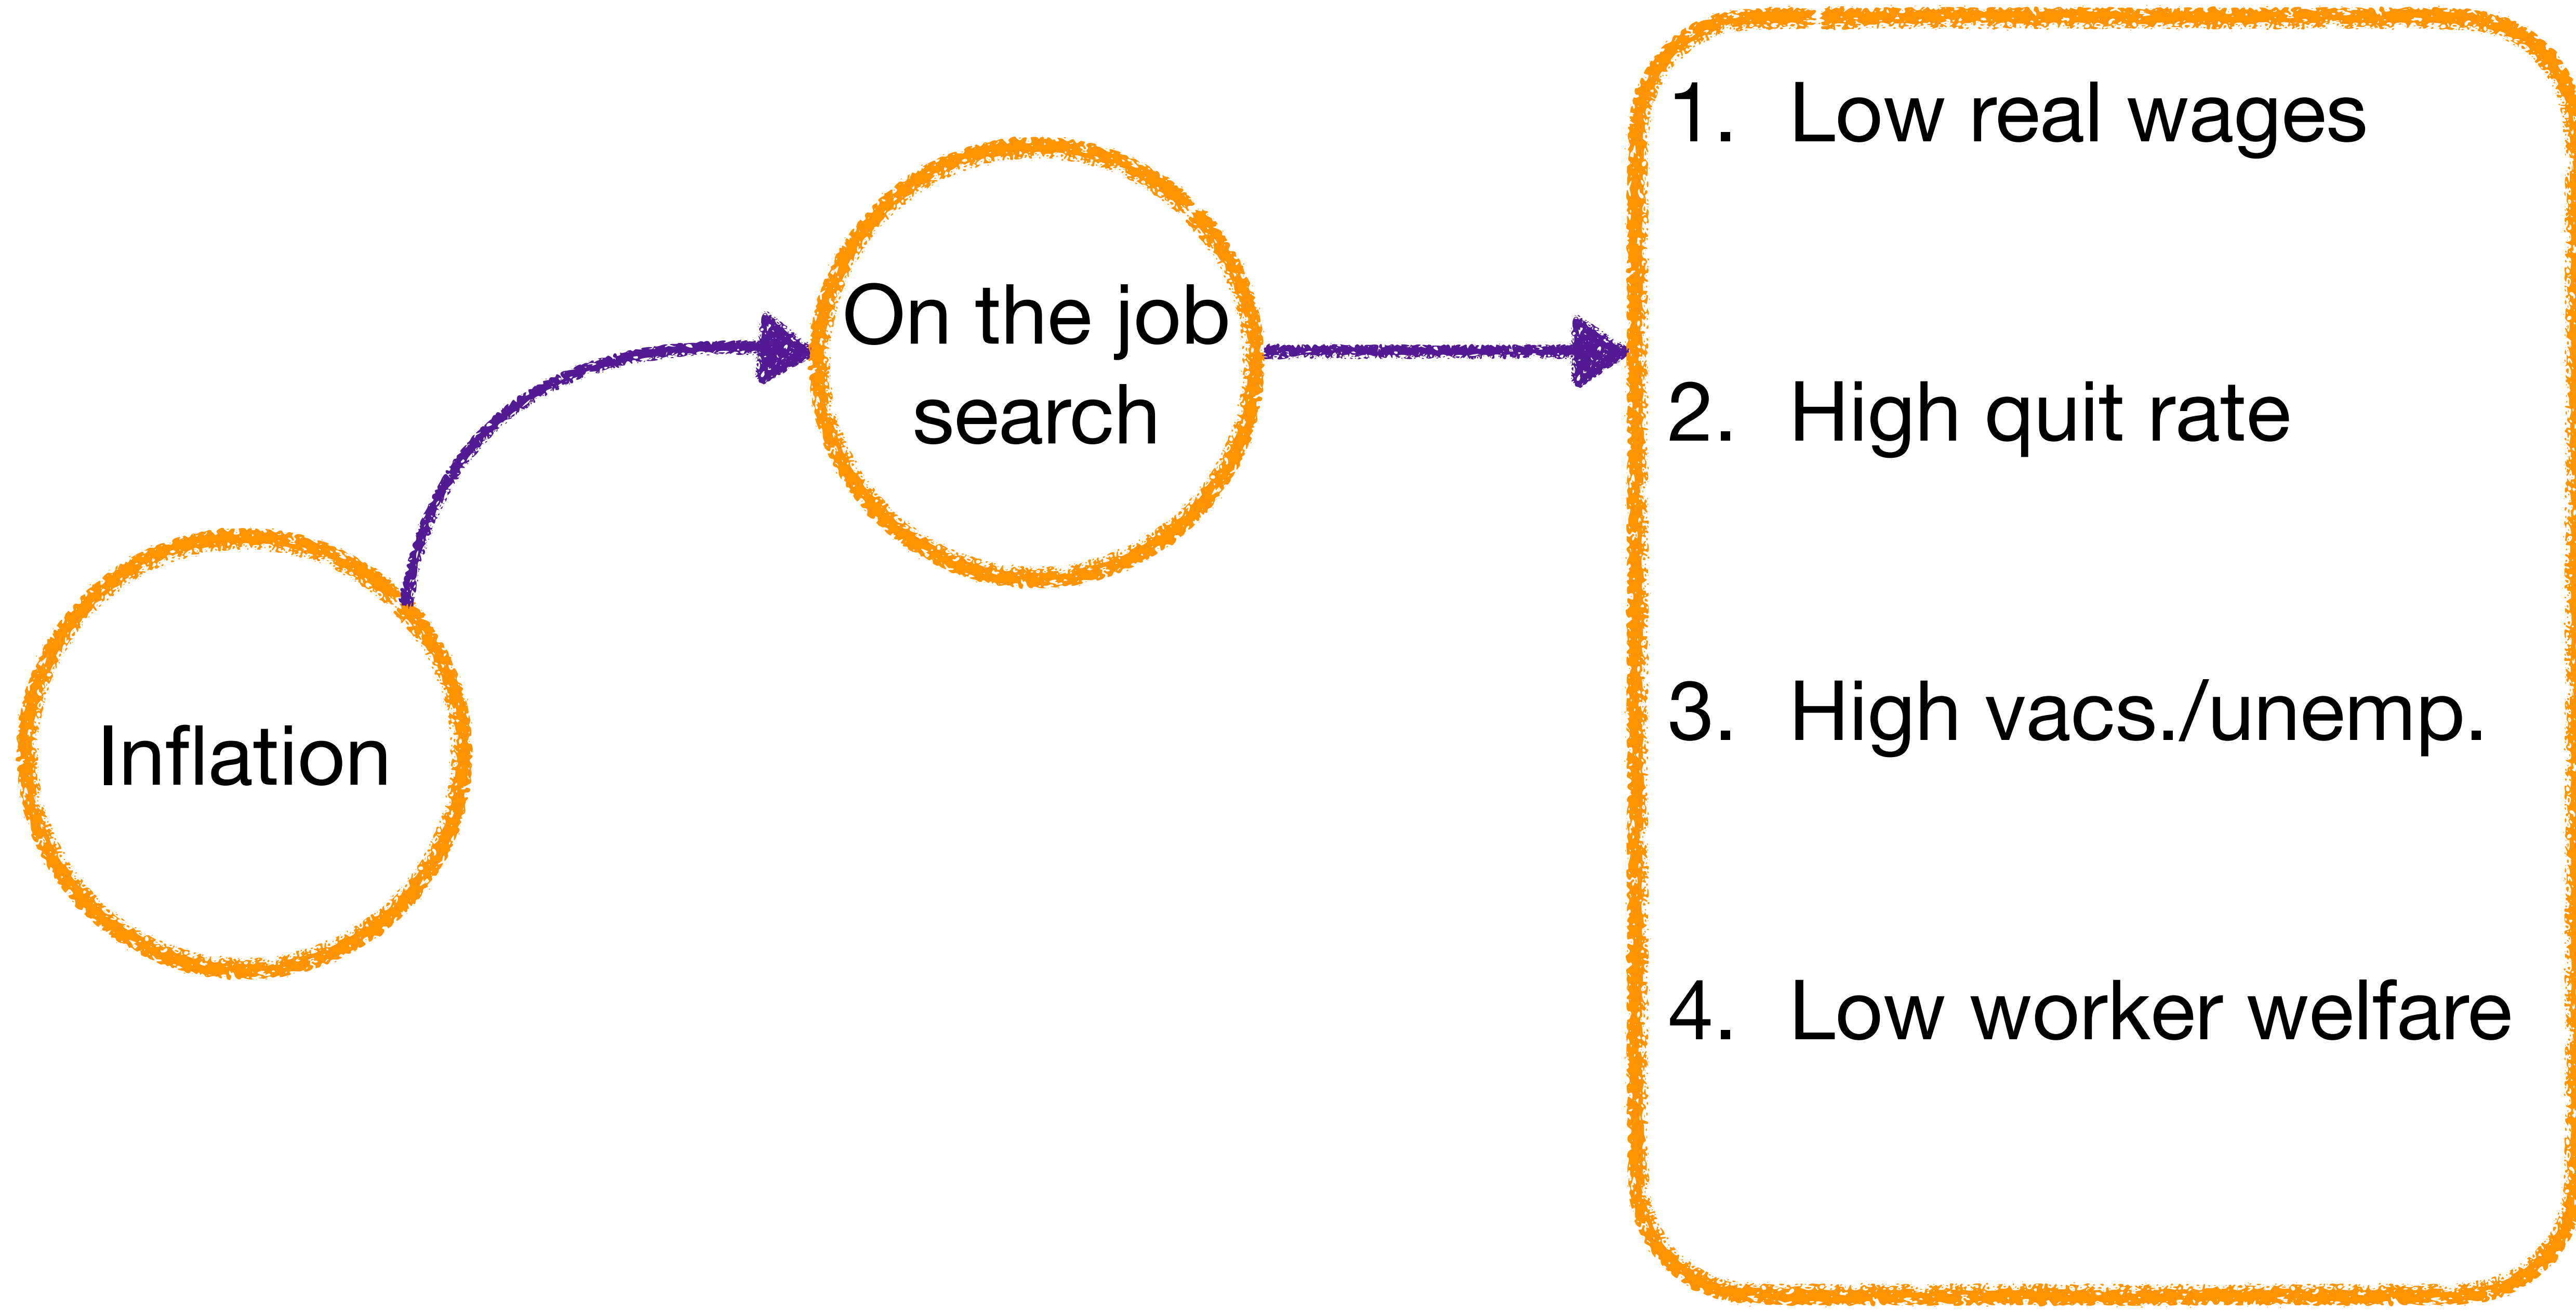 Inflation
On the job
search
1. Low real wages
2. High quit rate
3. High vacs./unemp.
4. Low worker welfare